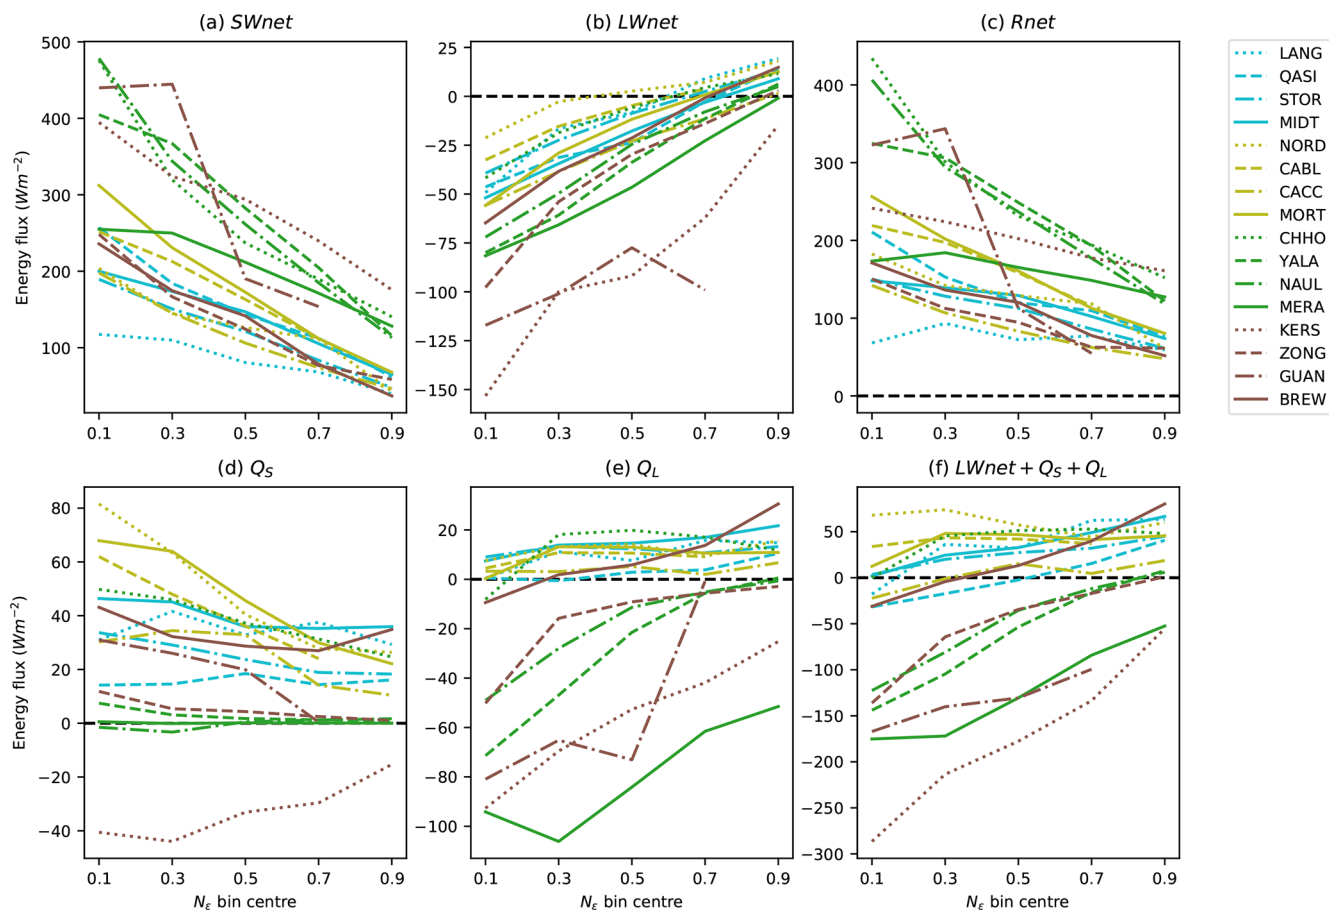 (a) SWnet
(b) LWnet
(c) Rnet
Energy flux (Wm⁻²)
500
400
300
200
100
0.1 0.3 0.5 0.7 0.9
25
0
−25
−50
−75
−100
−125
−150
0.1 0.3 0.5 0.7 0.9
400
300
200
100
0
0.1 0.3 0.5 0.7 0.9
LANG
QASI
STOR
MIDT
NORD
CABL
CACC
MORT
CHHO
YALA
NAUL
MERA
KERS
ZONG
GUAN
BREW
(d) Q_S
(e) Q_L
(f) LWnet + Q_S + Q_L
Energy flux (Wm⁻²)
80
60
40
20
0
−20
−40
0.1 0.3 0.5 0.7 0.9
N_ε bin centre
20
0
−20
−40
−60
−80
−100
0.1 0.3 0.5 0.7 0.9
N_ε bin centre
50
0
−50
−100
−150
−200
−250
−300
0.1 0.3 0.5 0.7 0.9
N_ε bin centre